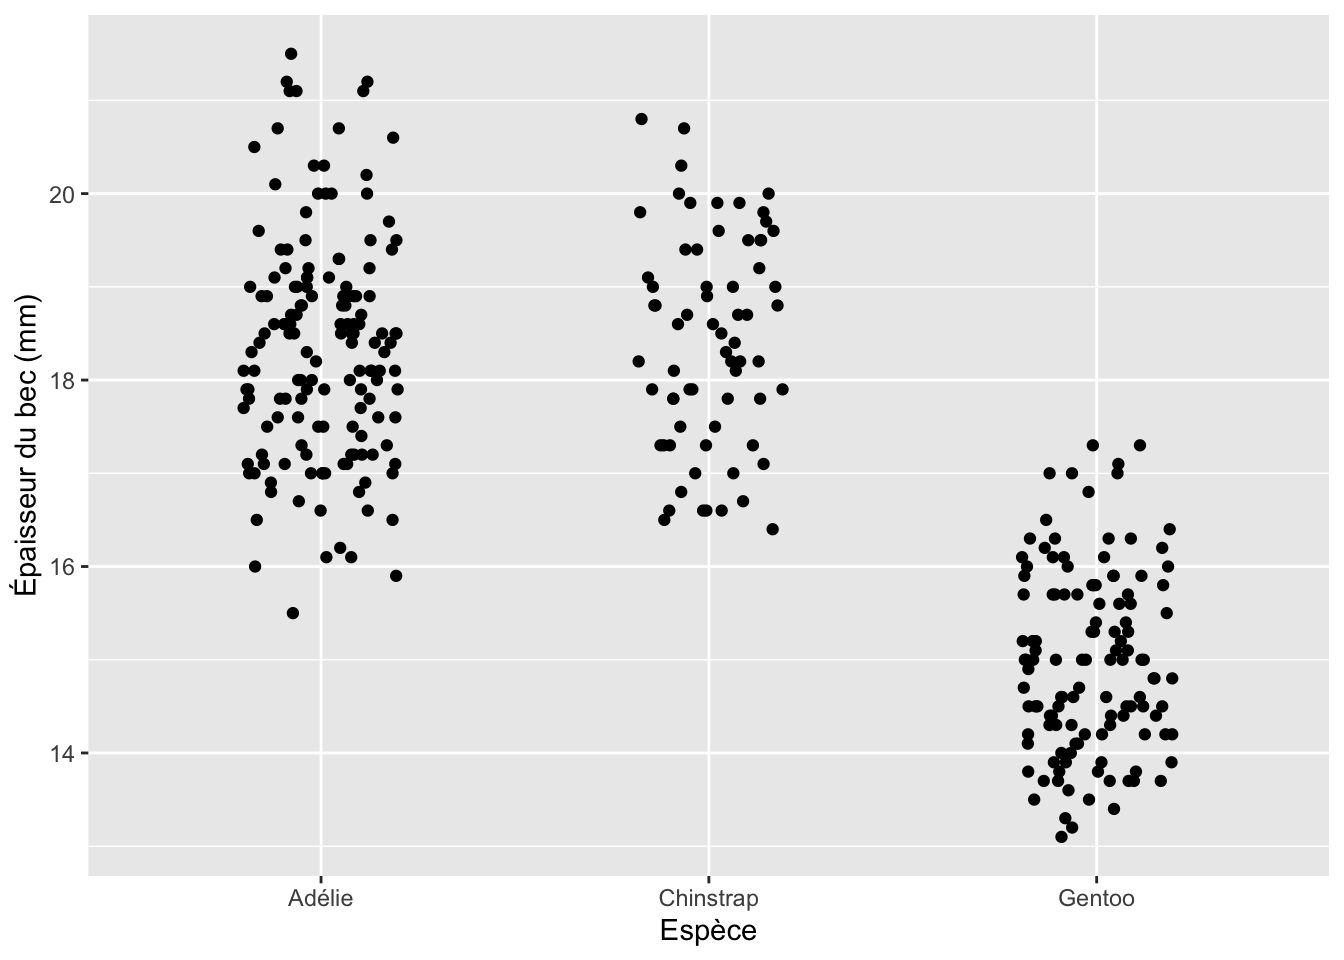 Épaisseur du bec (mm)
20
18
16
14
Adélie
Chinstrap
Gentoo
Espèce